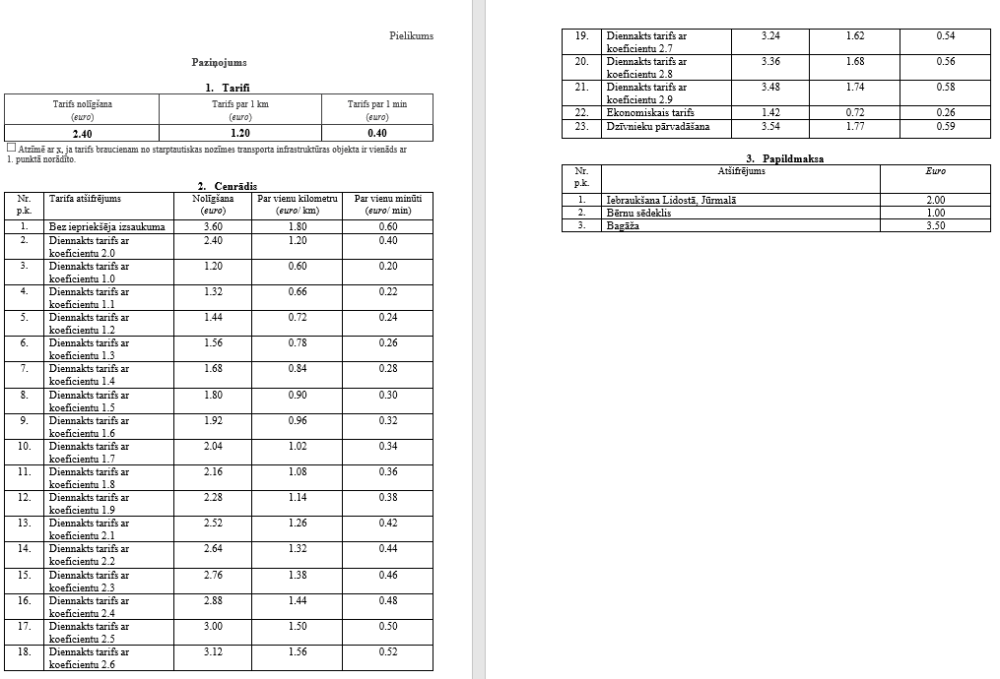 Pielikums
Paziņojums
1. Tarifi
Tarifs nolīgšana Tarifs par 1 km Tarifs par 1 min
(euro) (euro) (euro)
2.40 1.20 0.40
☐ Atzīmē ar x, ja tarifs braucienam no starptautiskas nozīmes transporta infrastruktūras objekta ir vienāds ar
1. punktā norādīto.
2. Cenrādis
Nr. Tarifa atšifrējums Nolīgšana Par vienu kilometru Par vienu minūti
p.k. (euro) (euro/ km) (euro/ min)
1. Bez iepriekšēja izsaukuma 3.60 1.80 0.60
2. Diennakts tarifs ar 2.40 1.20 0.40
koeficientu 2.0
3. Diennakts tarifs ar 1.20 0.60 0.20
koeficientu 1.0
4. Diennakts tarifs ar 1.32 0.66 0.22
koeficientu 1.1
5. Diennakts tarifs ar 1.44 0.72 0.24
koeficientu 1.2
6. Diennakts tarifs ar 1.56 0.78 0.26
koeficientu 1.3
7. Diennakts tarifs ar 1.68 0.84 0.28
koeficientu 1.4
8. Diennakts tarifs ar 1.80 0.90 0.30
koeficientu 1.5
9. Diennakts tarifs ar 1.92 0.96 0.32
koeficientu 1.6
10. Diennakts tarifs ar 2.04 1.02 0.34
koeficientu 1.7
11. Diennakts tarifs ar 2.16 1.08 0.36
koeficientu 1.8
12. Diennakts tarifs ar 2.28 1.14 0.38
koeficientu 1.9
13. Diennakts tarifs ar 2.52 1.26 0.42
koeficientu 2.1
14. Diennakts tarifs ar 2.64 1.32 0.44
koeficientu 2.2
15. Diennakts tarifs ar 2.76 1.38 0.46
koeficientu 2.3
16. Diennakts tarifs ar 2.88 1.44 0.48
koeficientu 2.4
17. Diennakts tarifs ar 3.00 1.50 0.50
koeficientu 2.5
18. Diennakts tarifs ar 3.12 1.56 0.52
koeficientu 2.6
19. Diennakts tarifs ar 3.24 1.62 0.54
koeficientu 2.7
20. Diennakts tarifs ar 3.36 1.68 0.56
koeficientu 2.8
21. Diennakts tarifs ar 3.48 1.74 0.58
koeficientu 2.9
22. Ekonomiskais tarifs 1.42 0.72 0.26
23. Dzīvnieku pārvadāšana 3.54 1.77 0.59
3. Papildmaksa
Nr. Atšifrējums Euro
p.k.
1. Iebraukšana Lidostā, Jūrmalā 2.00
2. Bērnu sēdeklis 1.00
3. Bagāža 3.50